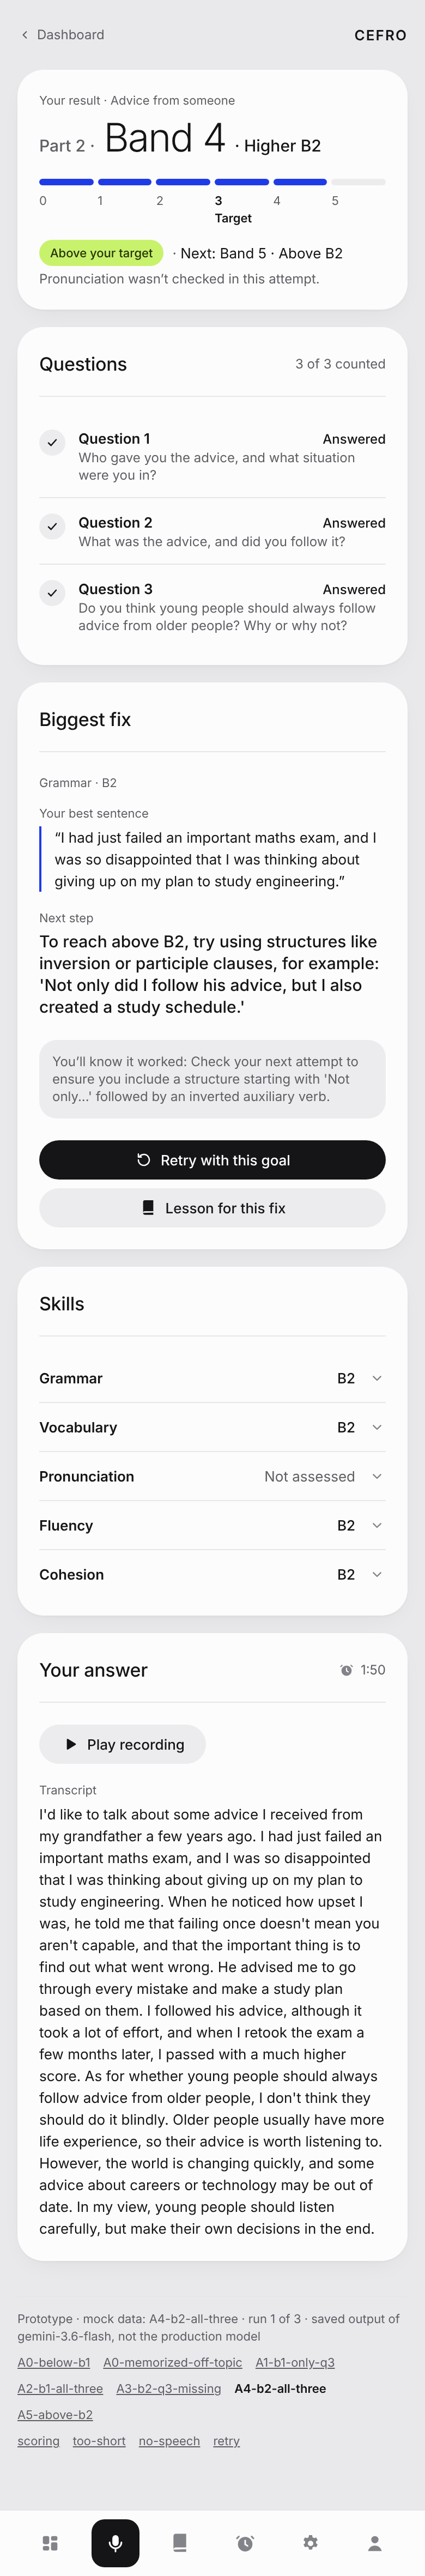 Dashboard
CEFRO
Your result · Advice from someone
Part 2 · Band 4 · Higher B2
0 1 2 3 4 5
Target
Above your target · Next: Band 5 · Above B2
Pronunciation wasn’t checked in this attempt.
Questions
3 of 3 counted
Question 1
Answered
Who gave you the advice, and what situation
were you in?
Question 2
Answered
What was the advice, and did you follow it?
Question 3
Answered
Do you think young people should always follow
advice from older people? Why or why not?
Biggest fix
Grammar · B2
Your best sentence
“I had just failed an important maths exam, and I
was so disappointed that I was thinking about
giving up on my plan to study engineering.”
Next step
To reach above B2, try using structures like
inversion or participle clauses, for example:
'Not only did I follow his advice, but I also
created a study schedule.'
You’ll know it worked: Check your next attempt to
ensure you include a structure starting with 'Not
only...' followed by an inverted auxiliary verb.
Retry with this goal
Lesson for this fix
Skills
Grammar B2
Vocabulary B2
Pronunciation Not assessed
Fluency B2
Cohesion B2
Your answer
1:50
Play recording
Transcript
I'd like to talk about some advice I received from
my grandfather a few years ago. I had just failed an
important maths exam, and I was so disappointed
that I was thinking about giving up on my plan to
study engineering. When he noticed how upset I
was, he told me that failing once doesn't mean you
aren't capable, and that the important thing is to
find out what went wrong. He advised me to go
through every mistake and make a study plan
based on them. I followed his advice, although it
took a lot of effort, and when I retook the exam a
few months later, I passed with a much higher
score. As for whether young people should always
follow advice from older people, I don't think they
should do it blindly. Older people usually have more
life experience, so their advice is worth listening to.
However, the world is changing quickly, and some
advice about careers or technology may be out of
date. In my view, young people should listen
carefully, but make their own decisions in the end.
Prototype · mock data: A4-b2-all-three · run 1 of 3 · saved output of
gemini-3.6-flash, not the production model
A0-below-b1 A0-memorized-off-topic A1-b1-only-q3
A2-b1-all-three A3-b2-q3-missing A4-b2-all-three
A5-above-b2
scoring too-short no-speech retry